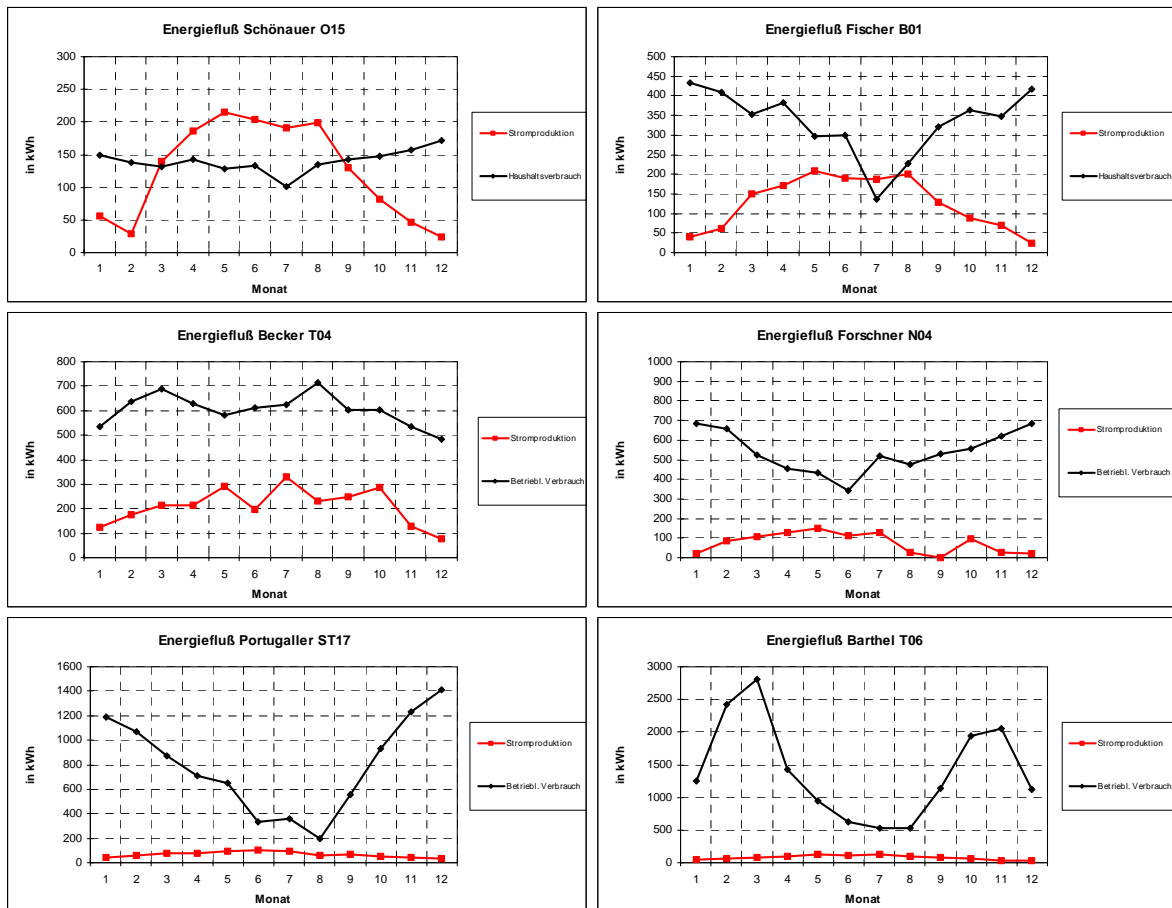 Energiefluß Schönauer O15
300
250
200
150
100
50
0
in kWh
1 2 3 4 5 6 7 8 9 10 11 12
Monat
Stromproduktion
Haushaltsverbrauch
Energiefluß Fischer B01
500
450
400
350
300
250
200
150
100
50
0
in kWh
1 2 3 4 5 6 7 8 9 10 11 12
Monat
Stromproduktion
Haushaltsverbrauch
Energiefluß Becker T04
800
700
600
500
400
300
200
100
0
in kWh
1 2 3 4 5 6 7 8 9 10 11 12
Monat
Stromproduktion
Betriebl. Verbrauch
Energiefluß Forschner N04
1000
900
800
700
600
500
400
300
200
100
0
in kWh
1 2 3 4 5 6 7 8 9 10 11 12
Monat
Stromproduktion
Betriebl. Verbrauch
Energiefluß Portugaller ST17
1600
1400
1200
1000
800
600
400
200
0
in kWh
1 2 3 4 5 6 7 8 9 10 11 12
Monat
Stromproduktion
Betriebl. Verbrauch
Energiefluß Barthel T06
3000
2500
2000
1500
1000
500
0
in kWh
1 2 3 4 5 6 7 8 9 10 11 12
Monat
Stromproduktion
Betriebl. Verbrauch